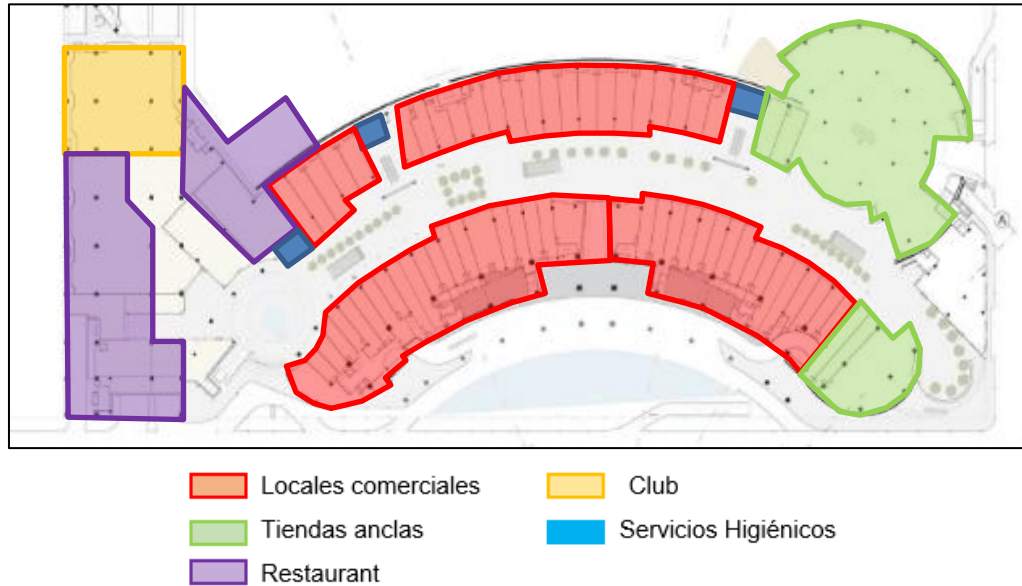 A
Locales comerciales
Club
Tiendas anclas
Servicios Higiénicos
Restaurant